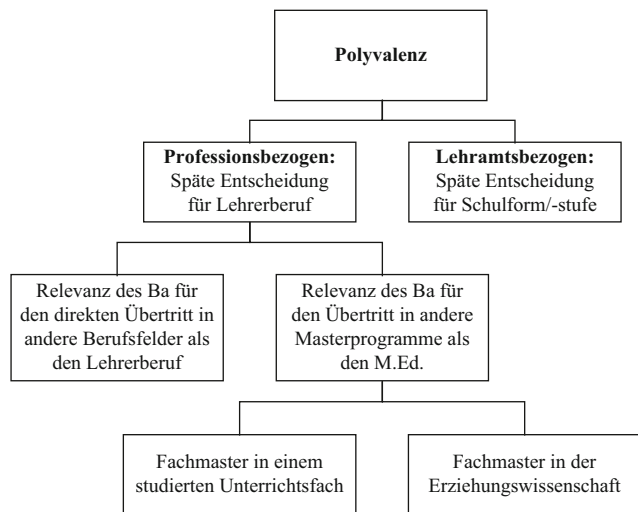 Polyvalenz
Professionsbezogen:
Späte Entscheidung
für Lehrerberuf
Lehramtsbezogen:
Späte Entscheidung
für Schulform/-stufe
Relevanz des Ba für
den direkten Übertritt in
andere Berufsfelder als
den Lehrerberuf
Relevanz des Ba für
den Übertritt in andere
Masterprogramme als
den M.Ed.
Fachmaster in einem
studierten Unterrichtsfach
Fachmaster in der
Erziehungswissenschaft